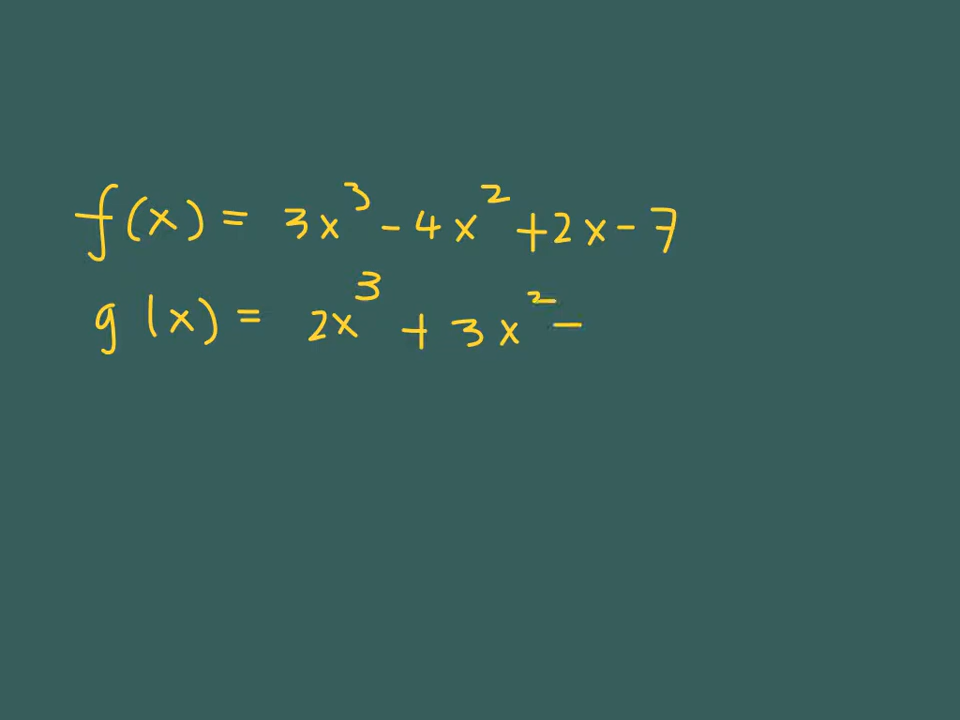 f(x) = 3x³ - 4x² + 2x - 7
g(x) = 2x³ + 3x² -